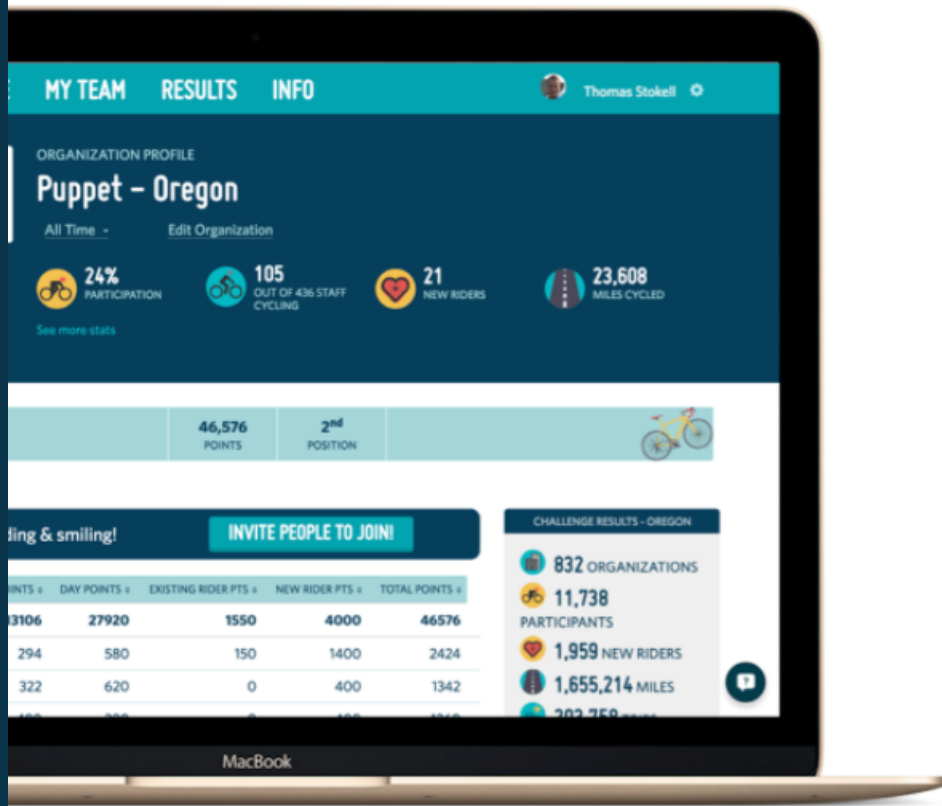 MY TEAM RESULTS INFO Thomas Stokell
ORGANIZATION PROFILE
Puppet – Oregon
All Time Edit Organization
24%
PARTICIPATION
105
OUT OF 436 STAFF
CYCLING
21
NEW RIDERS
23,608
MILES CYCLED
See more stats
46,576
POINTS
2nd
POSITION
& smiling!
INVITE PEOPLE TO JOIN!
DAY POINTS EXISTING RIDER PTS NEW RIDER PTS TOTAL POINTS
13106 27920 1550 4000 46576
294 580 150 1400 2424
322 620 0 400 1342
CHALLENGE RESULTS - OREGON
832 ORGANIZATIONS
11,738
PARTICIPANTS
1,959 NEW RIDERS
1,655,214 MILES
?
MacBook